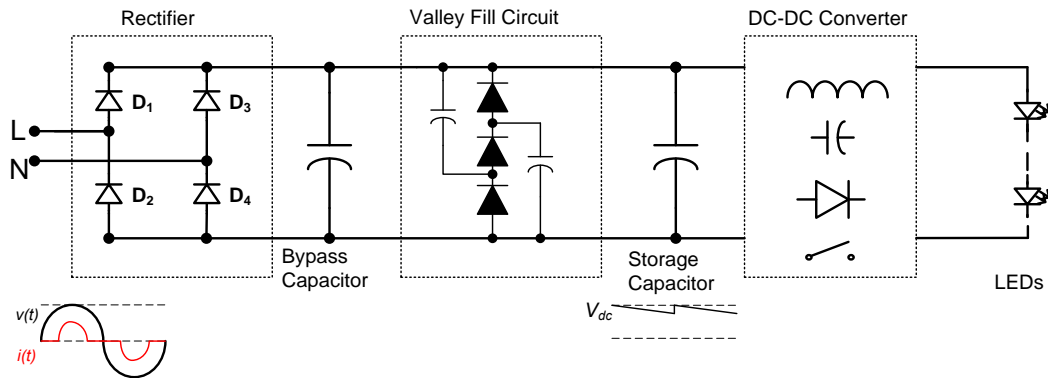 Rectifier
Valley Fill Circuit
DC-DC Converter
D1
D3
L
N
D2
D4
Bypass
Capacitor
Storage
Capacitor
LEDs
v(t)
i(t)
Vdc